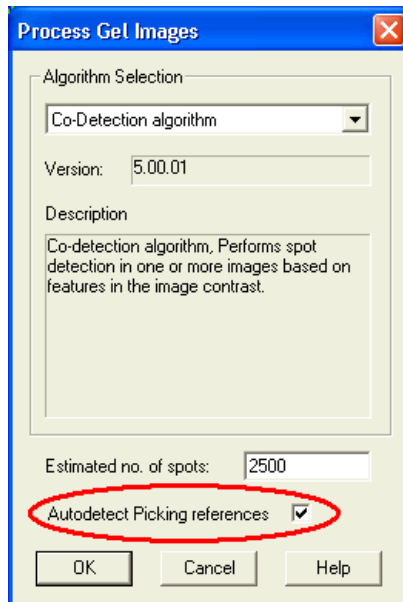 Process Gel Images
Algorithm Selection
Co-Detection algorithm
Version: 5.00.01
Description
Co-detection algorithm, Performs spot
detection in one or more images based on
features in the image contrast.
Estimated no. of spots: 2500
Autodetect Picking references
OK Cancel Help